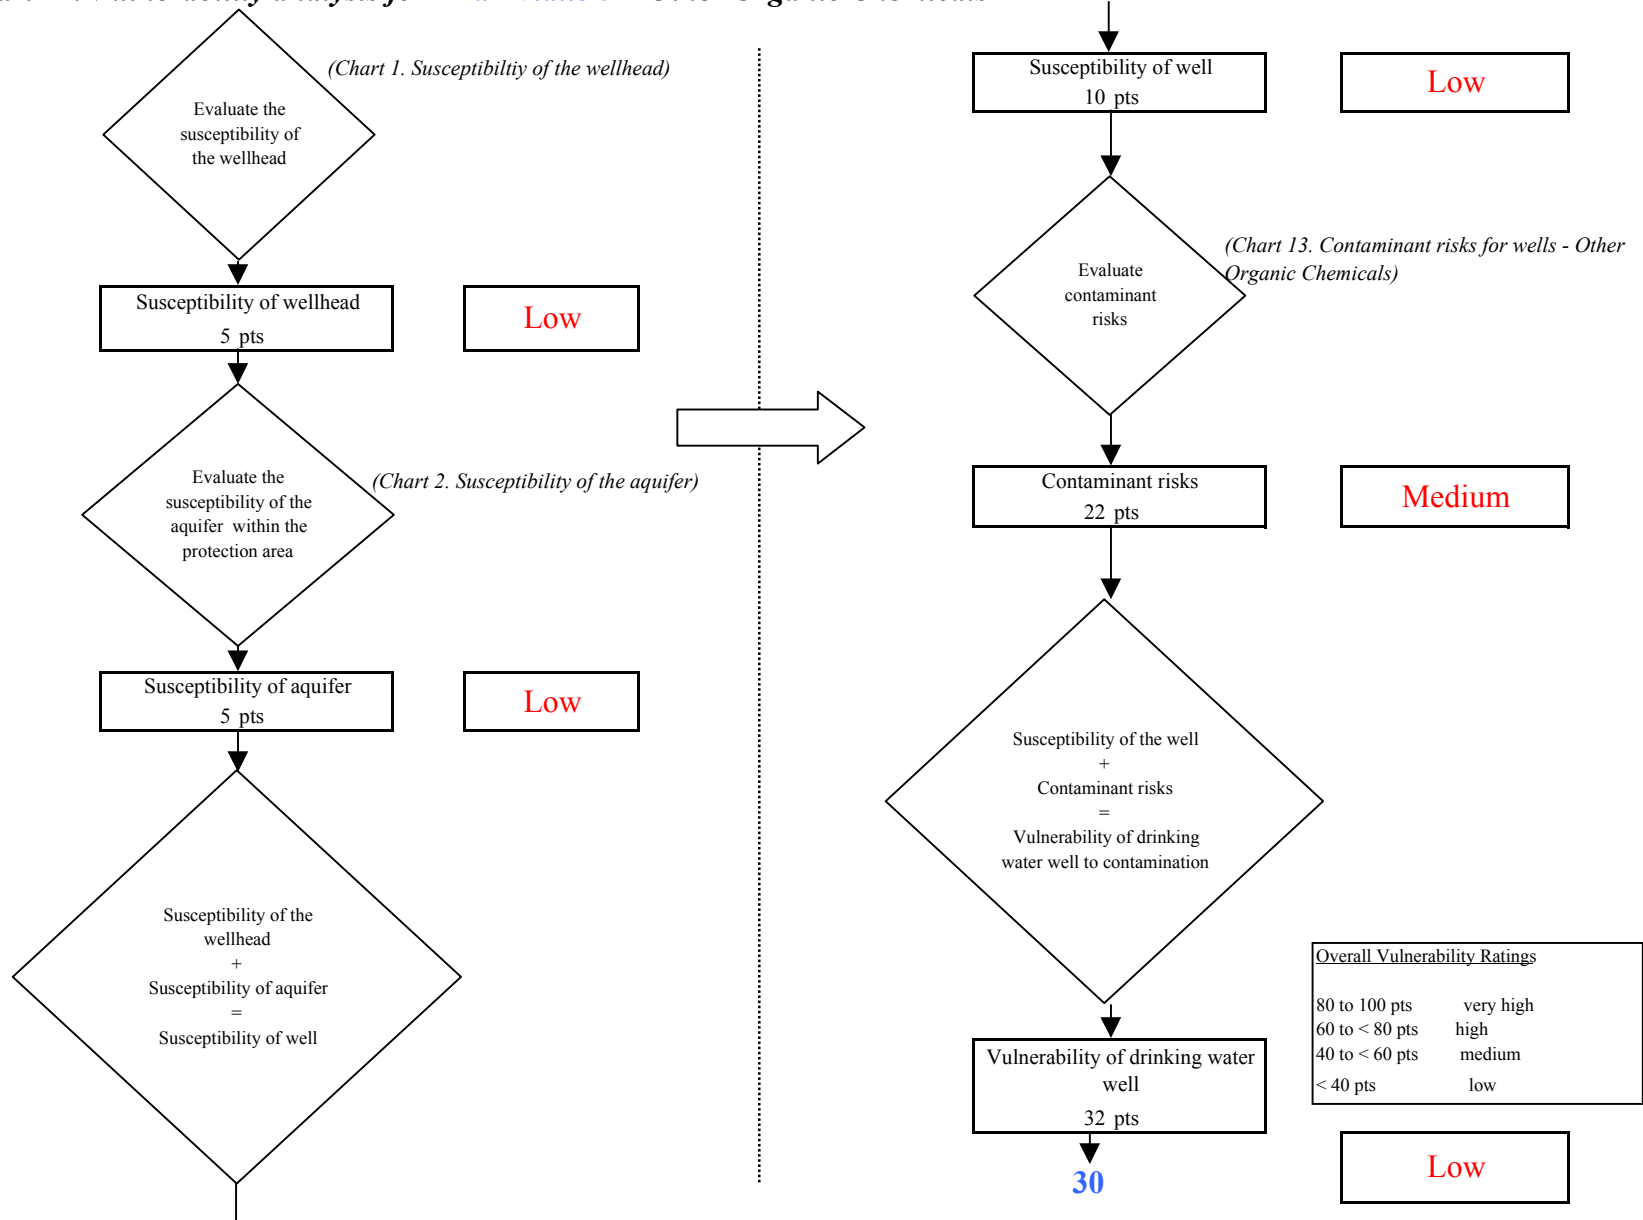 (Chart 1. Susceptibiltiy of the wellhead)
Evaluate the
susceptibility of
the wellhead
Susceptibility of wellhead
5 pts
Low
Evaluate the
susceptibility of the
aquifer within the
protection area
(Chart 2. Susceptibility of the aquifer)
Susceptibility of aquifer
5 pts
Low
Susceptibility of the
wellhead
+
Susceptibility of aquifer
=
Susceptibility of well
Susceptibility of well
10 pts
Low
Evaluate
contaminant
risks
(Chart 13. Contaminant risks for wells - Other
Organic Chemicals)
Contaminant risks
22 pts
Medium
Susceptibility of the well
+
Contaminant risks
=
Vulnerability of drinking
water well to contamination
Overall Vulnerability Ratings
80 to 100 pts very high
60 to < 80 pts high
40 to < 60 pts medium
< 40 pts low
Vulnerability of drinking water
well
32 pts
30
Low